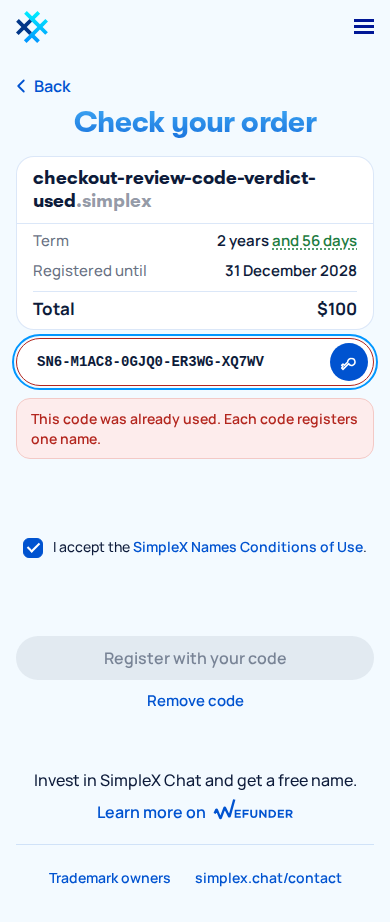 Back
Check your order
checkout-review-code-verdict-
used.simplex
Term 2 years and 56 days
Registered until 31 December 2028
Total $100
SN6-M1AC8-0GJQ0-ER3WG-XQ7WV
This code was already used. Each code registers
one name.
I accept the SimpleX Names Conditions of Use.
Register with your code
Remove code
Invest in SimpleX Chat and get a free name.
Learn more on WEFUNDER
Trademark owners simplex.chat/contact